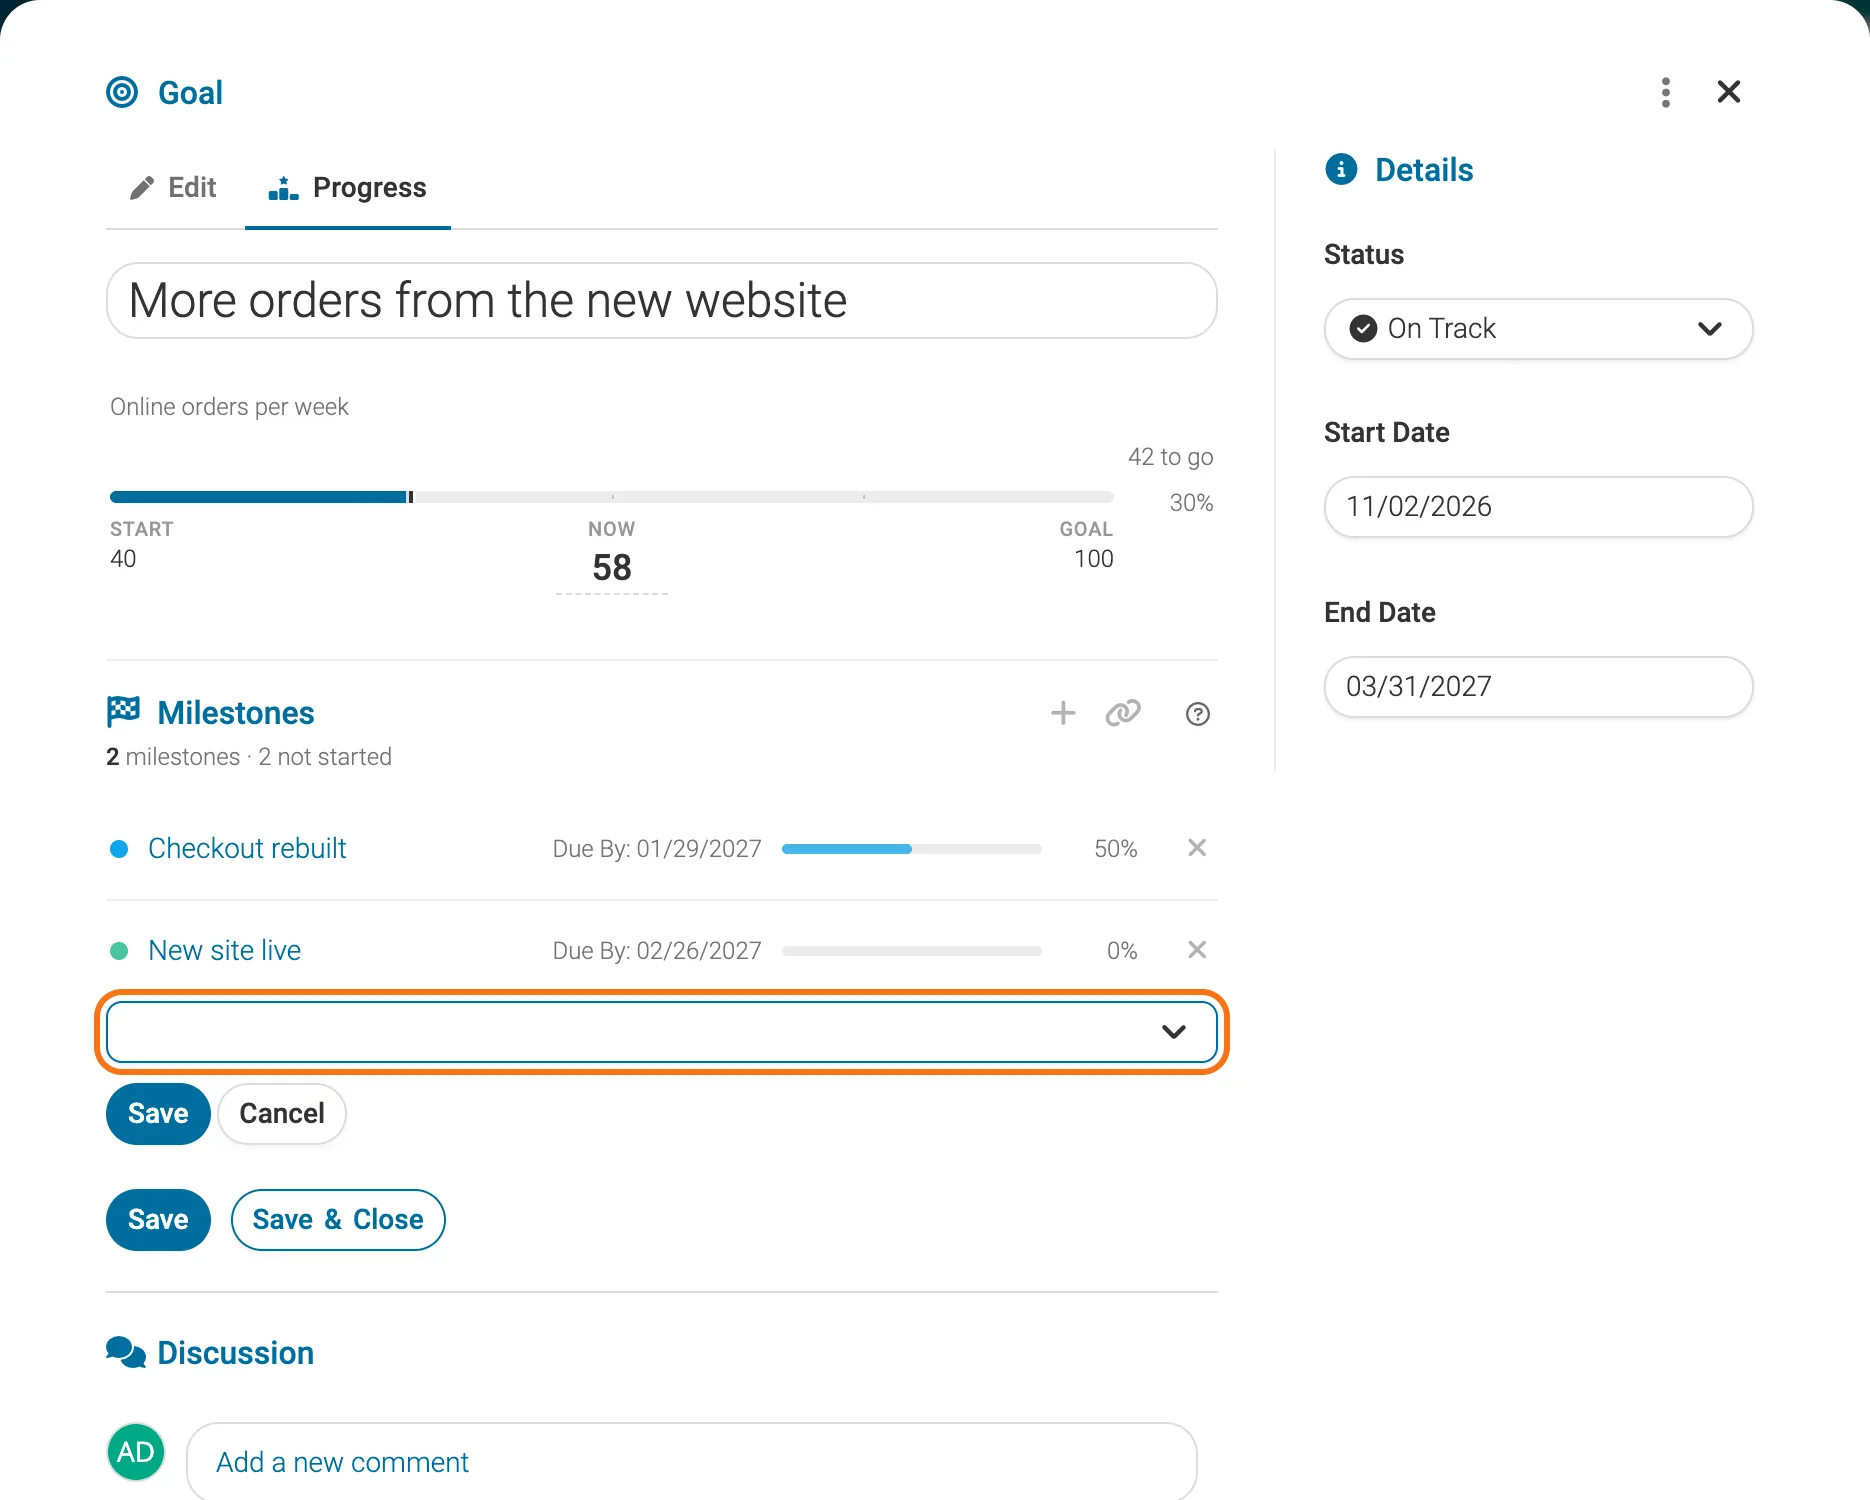 Goal
Edit
Progress
More orders from the new website
Online orders per week
42 to go
30%
START
NOW
GOAL
40
58
100
Milestones
2 milestones · 2 not started
Checkout rebuilt
Due By: 01/29/2027
50%
New site live
Due By: 02/26/2027
0%
Save
Cancel
Save
Save & Close
Discussion
AD
Add a new comment
Details
Status
On Track
Start Date
11/02/2026
End Date
03/31/2027